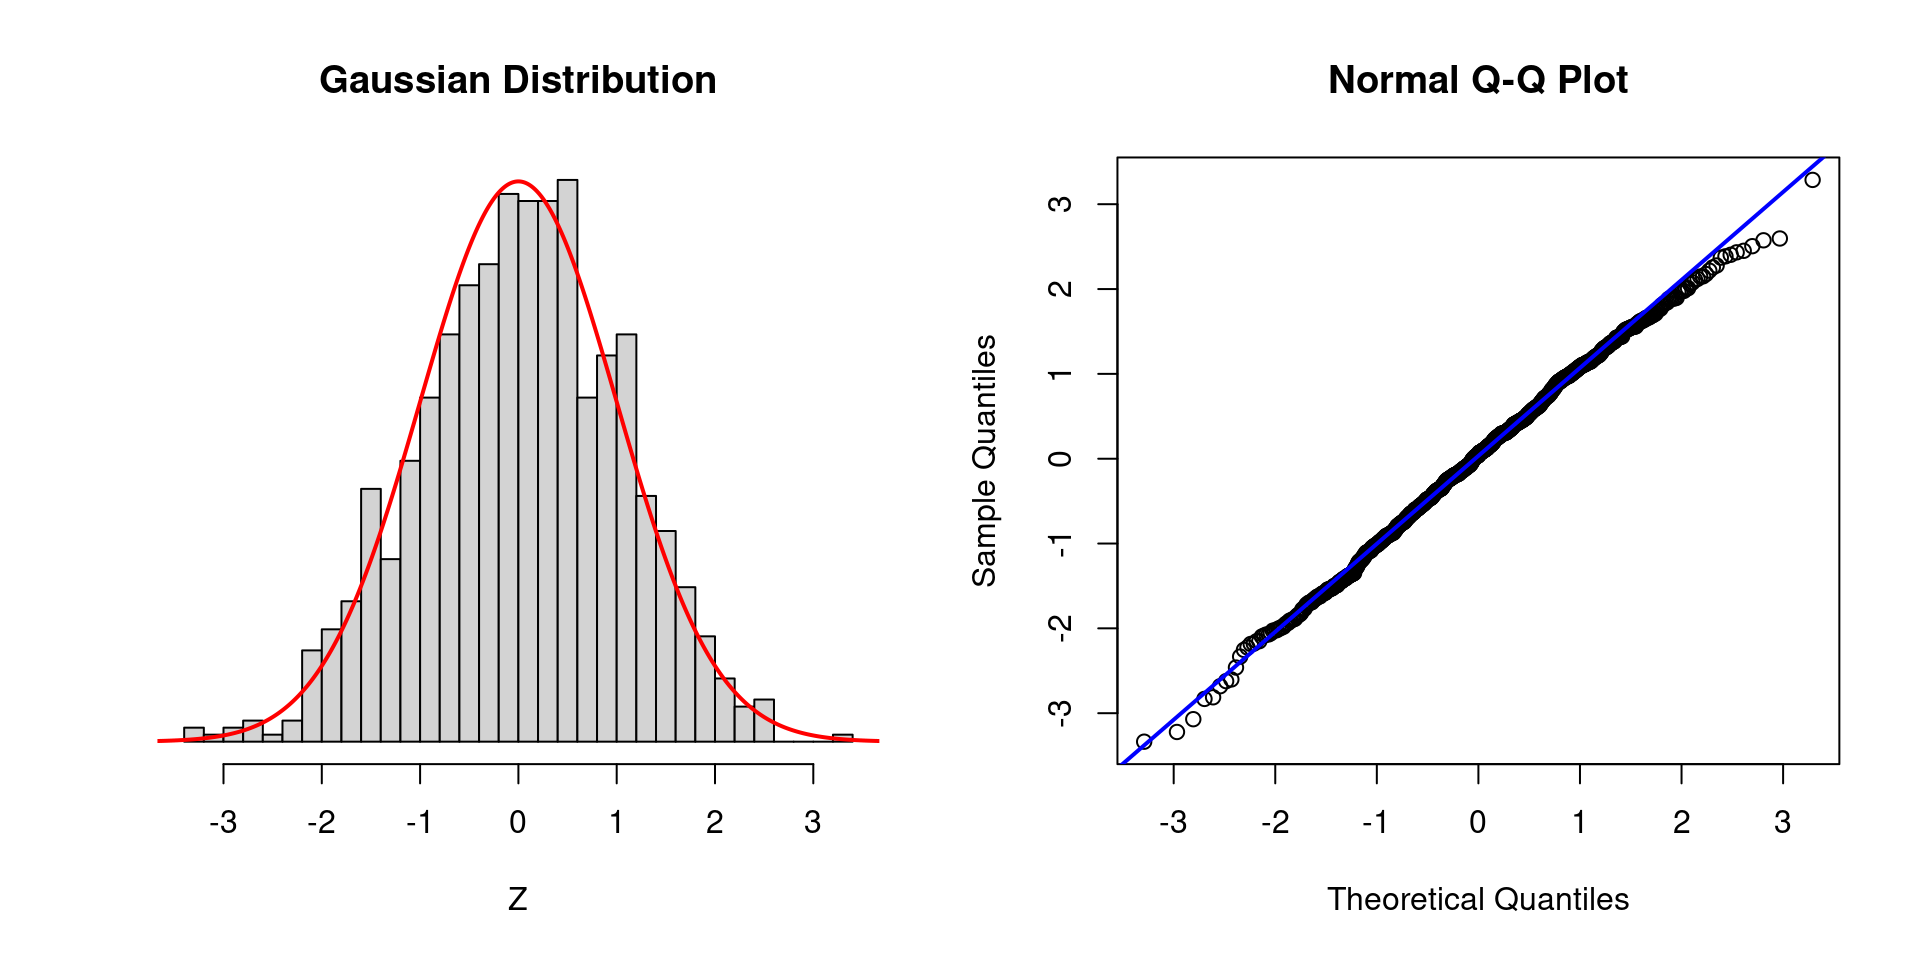 Gaussian Distribution
-3 -2 -1 0 1 2 3
Z
Normal Q-Q Plot
Sample Quantiles
3
2
1
0
-1
-2
-3
-3 -2 -1 0 1 2 3
Theoretical Quantiles